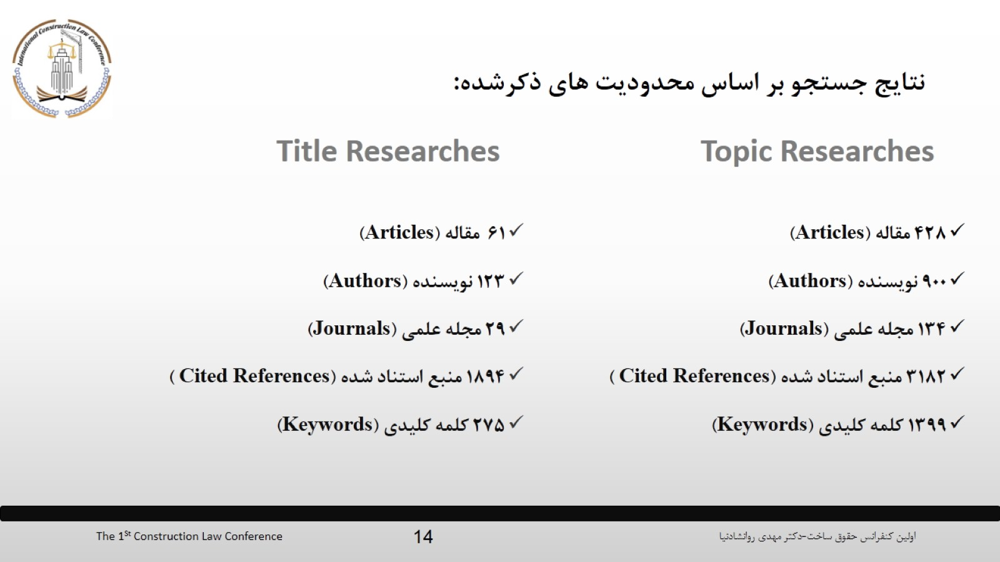 Intenational Construction Law Conference
نتایج جستجو بر اساس محدودیت های ذکرشده:
Topic Researches
✓ ۴۲۸ مقاله (Articles)
✓ ۹۰۰ نویسنده (Authors)
✓ ۱۳۴ مجله علمی (Journals)
✓ ۳۱۸۲ منبع استناد شده (Cited References )
✓ ۱۳۹۹ کلمه کلیدی (Keywords)
Title Researches
✓ ۶۱ مقاله (Articles)
✓ ۱۲۳ نویسنده (Authors)
✓ ۲۹ مجله علمی (Journals)
✓ ۱۸۹۴ منبع استناد شده (Cited References )
✓ ۲۷۵ کلمه کلیدی (Keywords)
اولین کنفرانس حقوق ساخت-دکتر مهدی روانشادنیا
14
The 1St Construction Law Conference